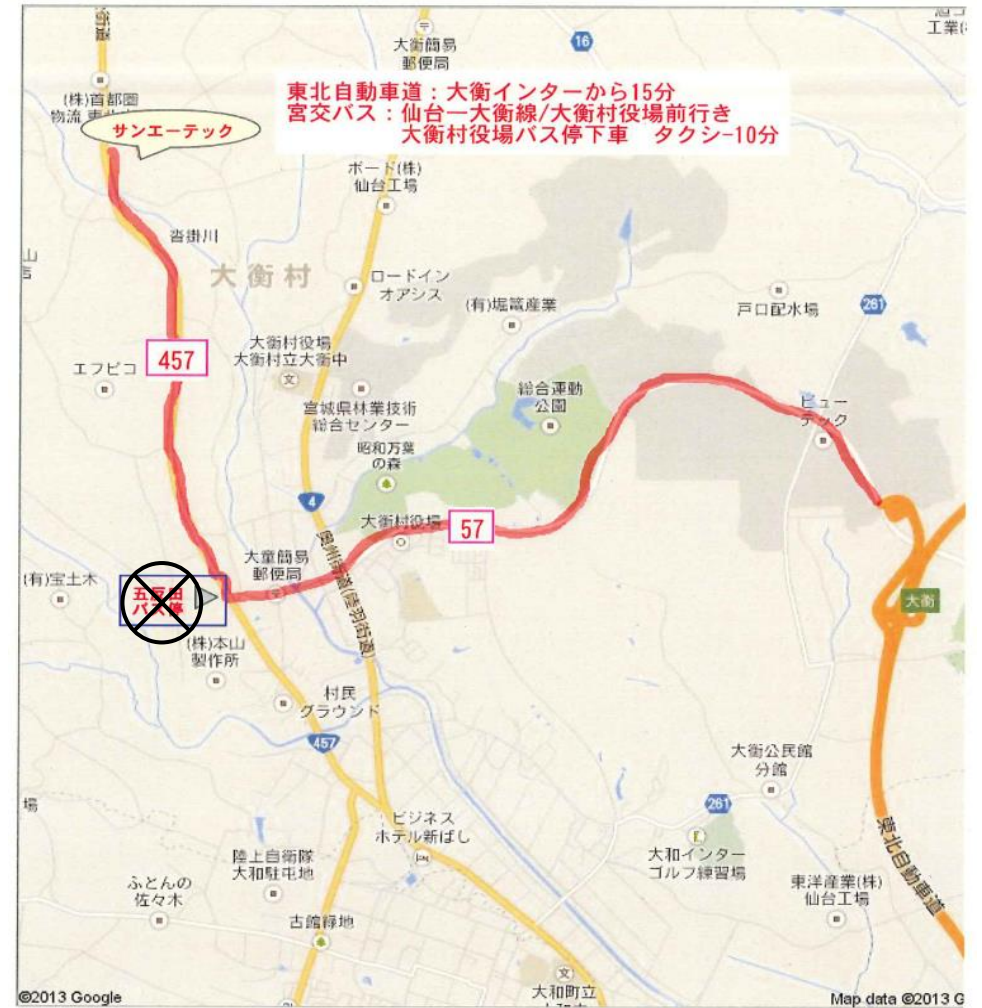 街道
工業
大衡簡易
郵便局
16
(株)首都圏
東北自動車道：大衡インターから15分
宮交バス：仙台ー大衡線/大衡村役場前行き
大衡村役場バス停下車　タクシ-10分
サンエーテック
ボード(株)
仙台工場
沓掛川
大衡村
ロードイン
オアシス
(有)堀籠産業
戸口配水場
261
457
エフピコ
大衡村役場
大衡村立大衡中
宮城県林業技術
総合センター
総合運動
公園
ビュー
テック
昭和万葉
の森
4
大衡村役場
57
奥州街道(陸羽街道)
大童簡易
郵便局
(有)宝土木
五反田
バス停
大衡
(株)本山
製作所
村民
グラウンド
457
大衡公民館
分館
場
261
ビジネス
ホテル新ばし
大和インター
ゴルフ練習場
東北自動車道
陸上自衛隊
大和駐屯地
ふとんの
佐々木
東洋産業(株)
仙台工場
古館緑地
大和町立
©2013 Google
Map data ©2013 G